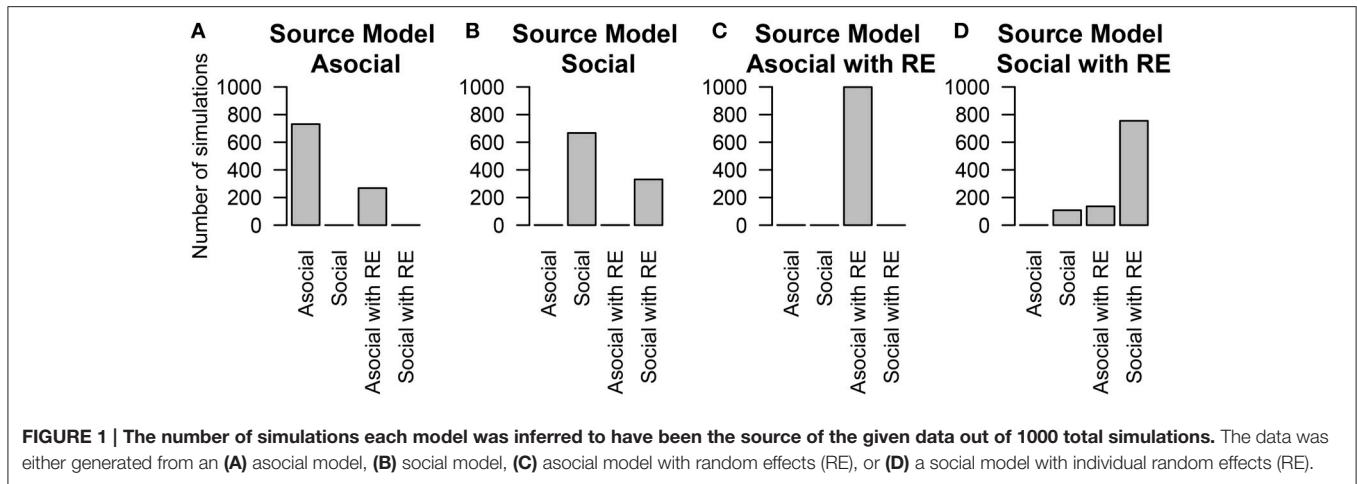 A
Source Model
Asocial
Number of simulations
1000
800
600
400
200
0
Asocial
Social
Asocial with RE
Social with RE
B
Source Model
Social
1000
800
600
400
200
0
Asocial
Social
Asocial with RE
Social with RE
C
Source Model
Asocial with RE
1000
800
600
400
200
0
Asocial
Social
Asocial with RE
Social with RE
D
Source Model
Social with RE
1000
800
600
400
200
0
Asocial
Social
Asocial with RE
Social with RE
FIGURE 1 | The number of simulations each model was inferred to have been the source of the given data out of 1000 total simulations. The data was
either generated from an (A) asocial model, (B) social model, (C) asocial model with random effects (RE), or (D) a social model with individual random effects (RE).